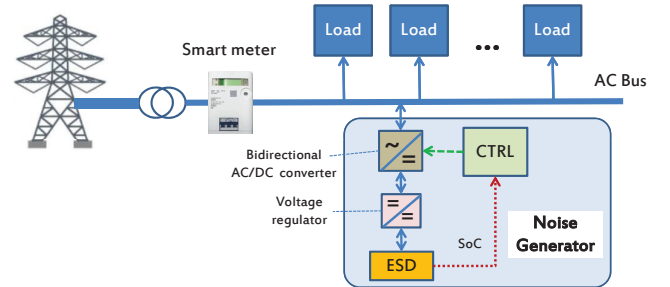 Load
Load
...
Load
Smart meter
AC Bus
Bidirectional
AC/DC converter
~
=
CTRL
Voltage
regulator
=
=
SoC
Noise
Generator
ESD